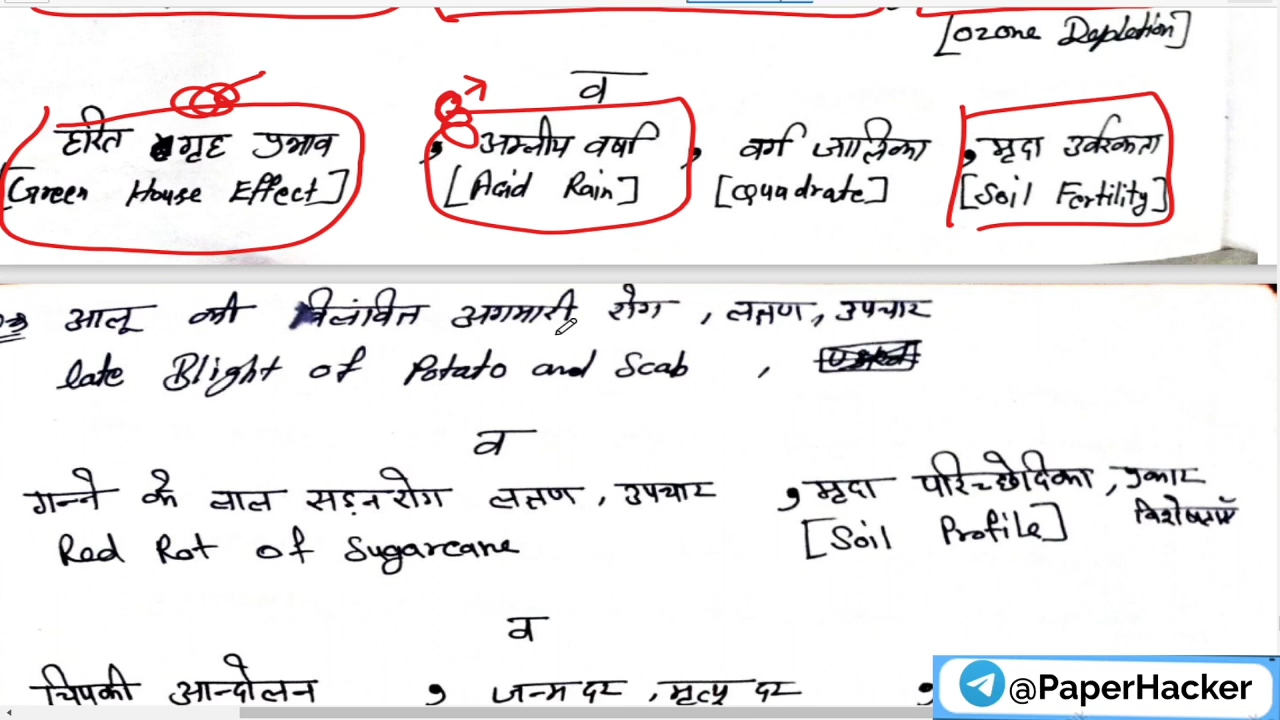 [Ozone Depletion]
व
हरित गृह प्रभाव , अम्लीय वर्षा , वर्ग जालिका , मृदा उर्वरकता
[Green House Effect] [Acid Rain] [Quadrate] [Soil Fertility]
आलू की विलंवित अगमारी रोग , लक्षण , उपचार
late Blight of Potato and Scab ,
व
गन्ने के लाल सड़न रोग लक्षण , उपचार , मृदा परिच्छेदिका , प्रकार
विशेषताएँ
Red Rot of Sugarcane [Soil Profile]
व
चिपको आन्दोलन , जन्म दर , मृत्यु दर ,
@PaperHacker